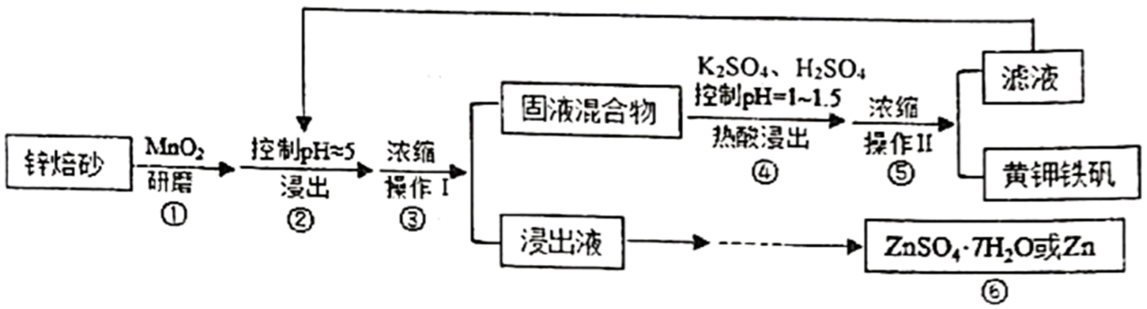 K₂SO₄、H₂SO₄
控制pH=1~1.5
热酸浸出
④
固液混合物
浓缩
操作II
⑤
滤液
黄钾铁矾
锌焙砂
MnO₂
研磨
①
控制pH≈5
浸出
②
浓缩
操作I
③
浸出液
ZnSO₄·7H₂O或Zn
⑥